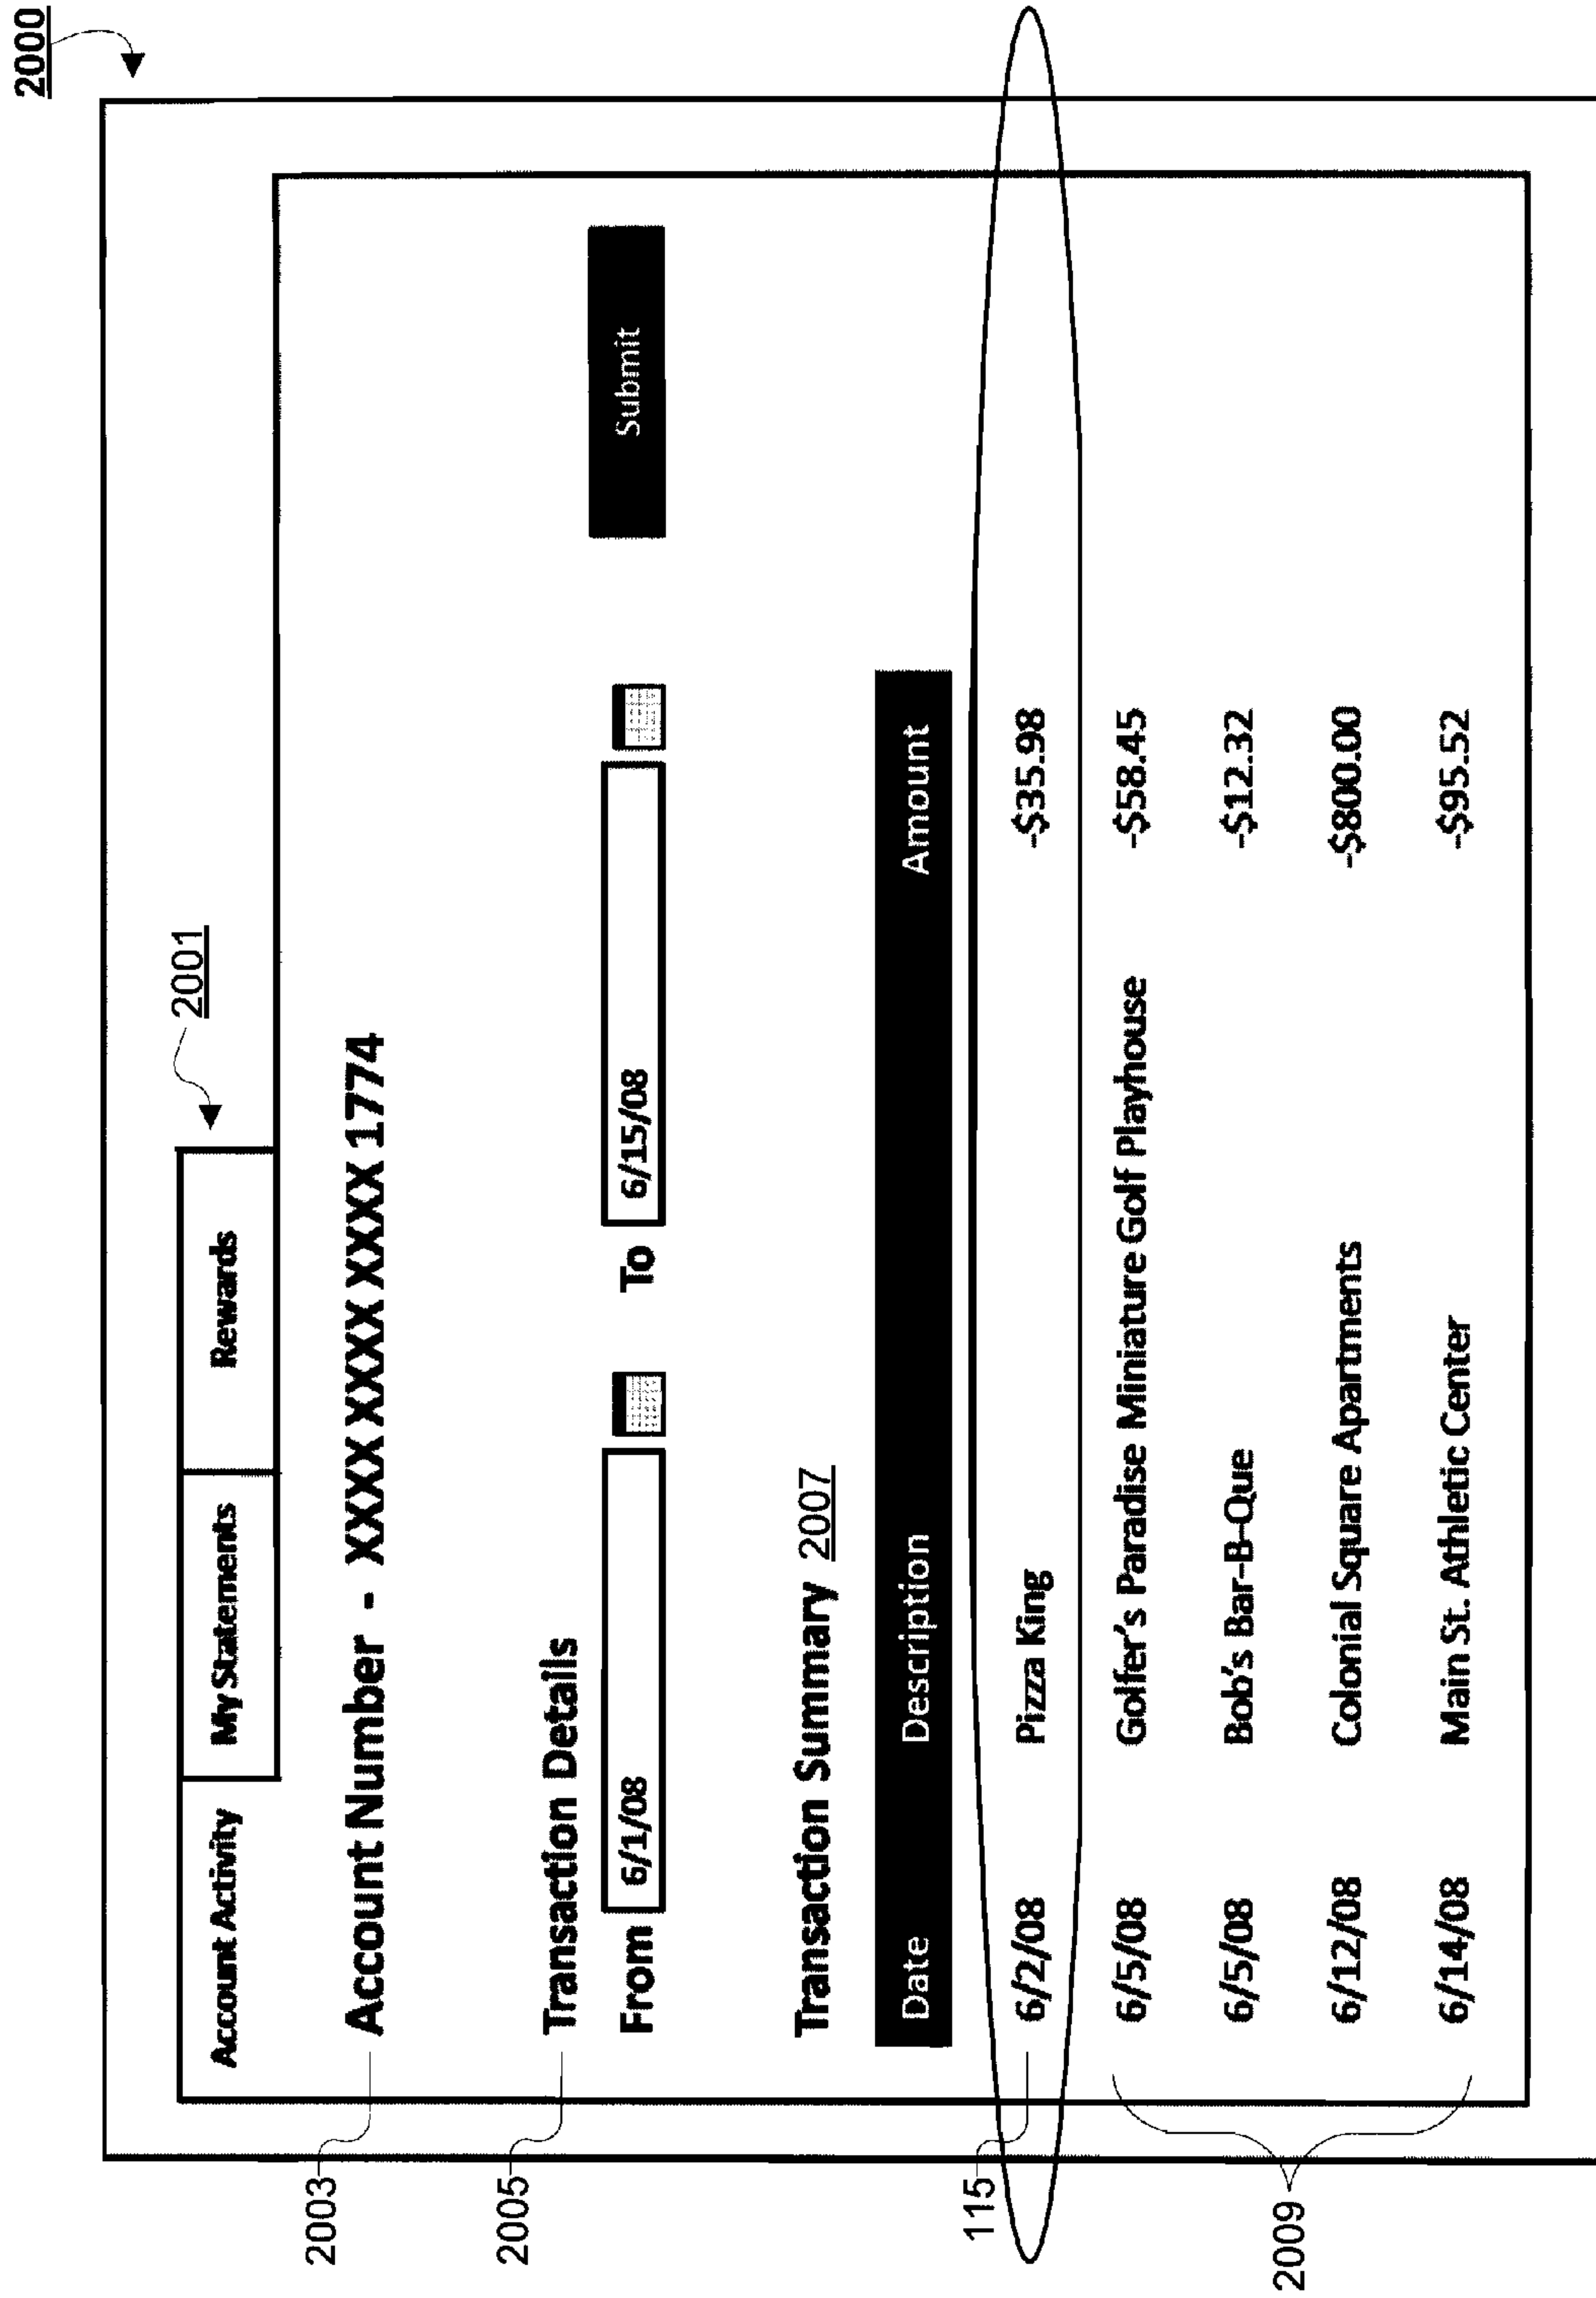 2000
2001
Account Activity My Statements Rewards
2003 Account Number - XXXX XXXX XXXX 1774
2005 Transaction Details
From 6/1/08 To 6/15/08 Submit
Transaction Summary 2007
Date Description Amount
115 6/2/08 Pizza King -$35.98
6/5/08 Golfer's Paradise Miniature Golf Playhouse -$58.45
6/5/08 Bob's Bar-B-Que -$12.32
2009
6/12/08 Colonial Square Apartments -$800.00
6/14/08 Main St. Athletic Center -$95.52